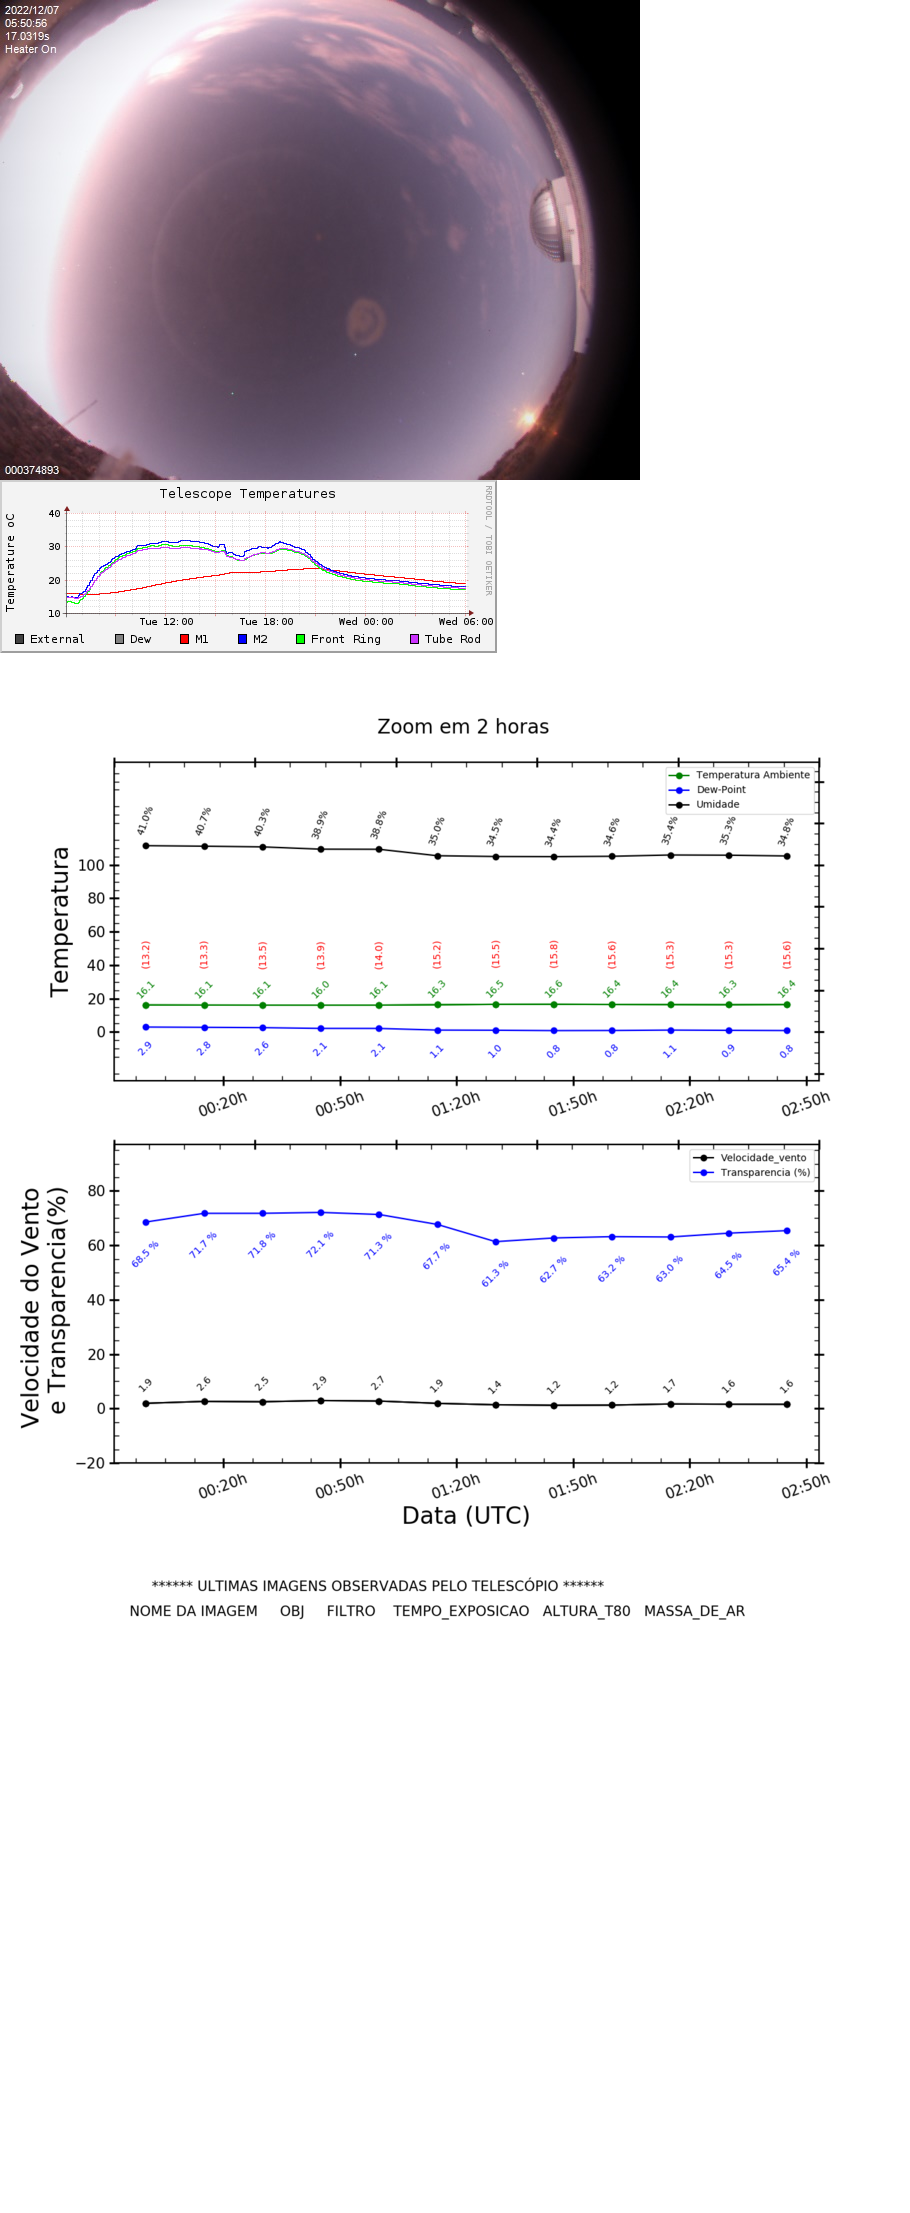 2022/12/07
05:50:56
17.0319s
Heater On
000374893
Telescope Temperatures
RRDTOOL / TOBI OETIKER
Temperature oC
40
30
20
10
Tue 12:00 Tue 18:00 Wed 00:00 Wed 06:00
External Dew M1 M2 Front Ring Tube Rod
Zoom em 2 horas
Temperatura Ambiente
Dew-Point
Umidade
Temperatura
100
80
60
40
20
0
41.0% 40.7% 40.3% 38.9% 38.8% 35.0% 34.5% 34.4% 34.6% 35.4% 35.3% 34.8%
(13.2) (13.3) (13.5) (13.9) (14.0) (15.2) (15.5) (15.8) (15.6) (15.3) (15.3) (15.6)
16.1 16.1 16.1 16.0 16.1 16.3 16.5 16.6 16.4 16.4 16.3 16.4
2.9 2.8 2.6 2.1 2.1 1.1 1.0 0.8 0.8 1.1 0.9 0.8
00:20h 00:50h 01:20h 01:50h 02:20h 02:50h
Velocidade_vento
Transparencia (%)
Velocidade do Vento
e Transparencia(%)
80
60
40
20
0
−20
68.5 % 71.7 % 71.8 % 72.1 % 71.3 % 67.7 % 61.3 % 62.7 % 63.2 % 63.0 % 64.5 % 65.4 %
1.9 2.6 2.5 2.9 2.7 1.9 1.4 1.2 1.2 1.7 1.6 1.6
00:20h 00:50h 01:20h 01:50h 02:20h 02:50h
Data (UTC)
****** ULTIMAS IMAGENS OBSERVADAS PELO TELESCÓPIO ******
NOME DA IMAGEM OBJ FILTRO TEMPO_EXPOSICAO ALTURA_T80 MASSA_DE_AR